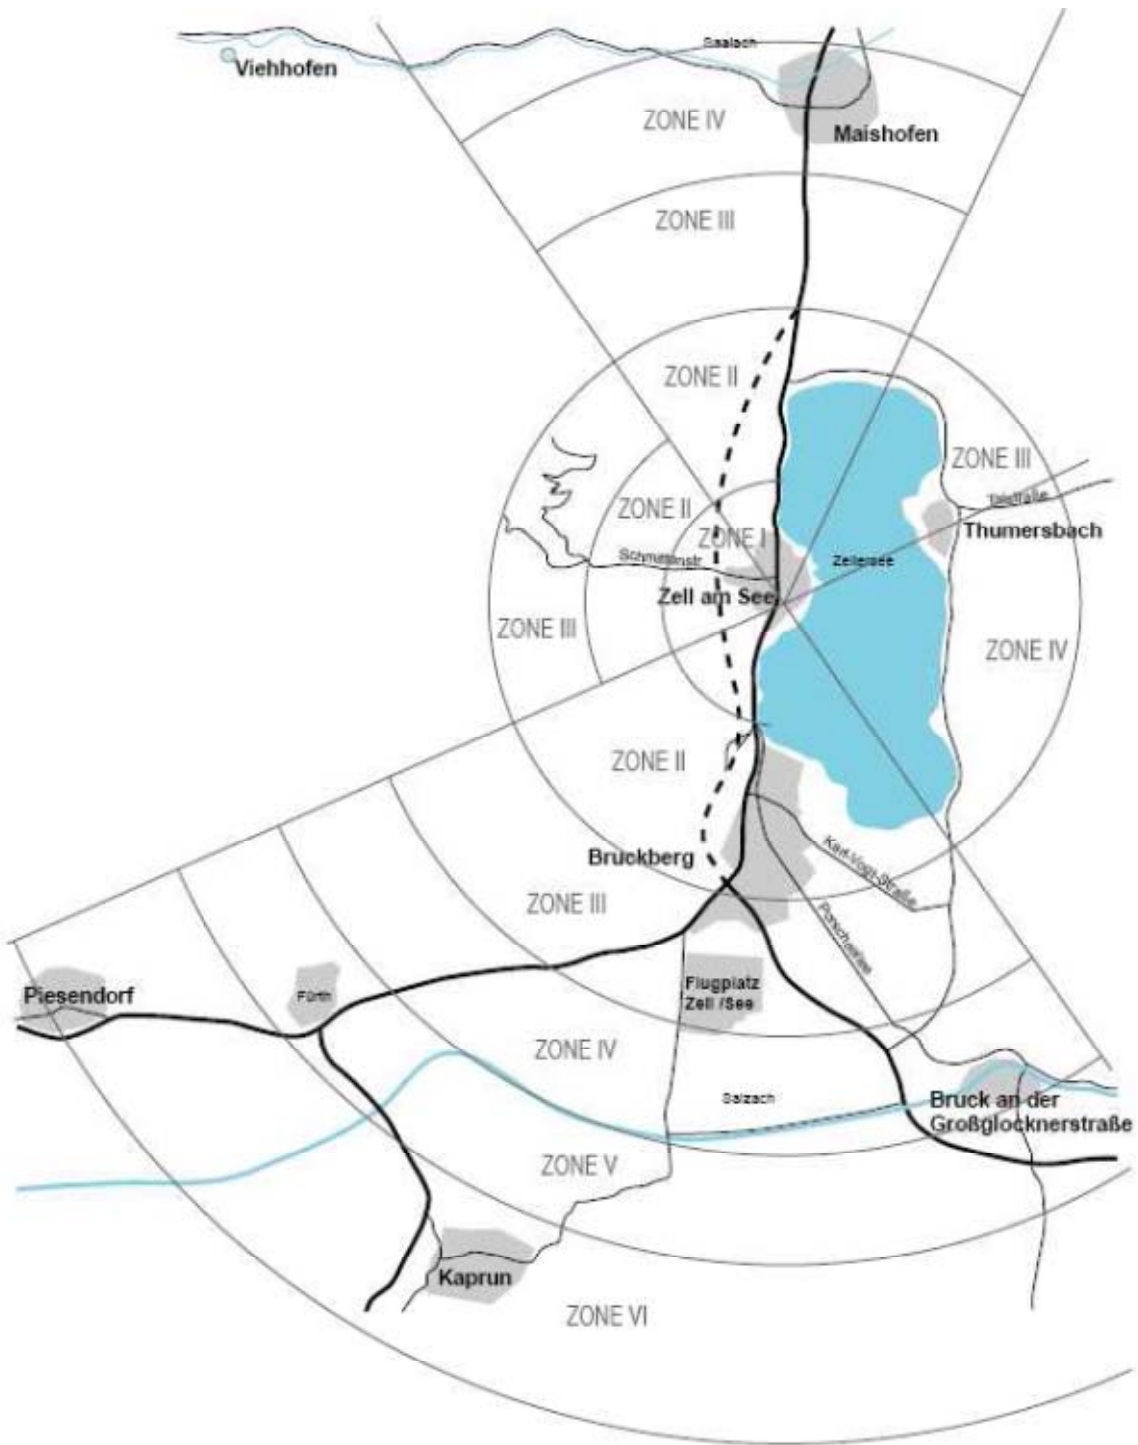 Saalach
Viehhofen
ZONE IV
Maishofen
ZONE III
ZONE II
ZONE III
ZONE II
Talstraße
ZONE I
Thumersbach
Schmittenstr.
Zellersee
Zell am See
ZONE III
ZONE IV
ZONE II
Bruckberg
Karl-Vogt-Straße
ZONE III
Porscheallee
Piesendorf
Fürth
Flugplatz
Zell /See
ZONE IV
Salzach
Bruck an der
Großglocknerstraße
ZONE V
Kaprun
ZONE VI